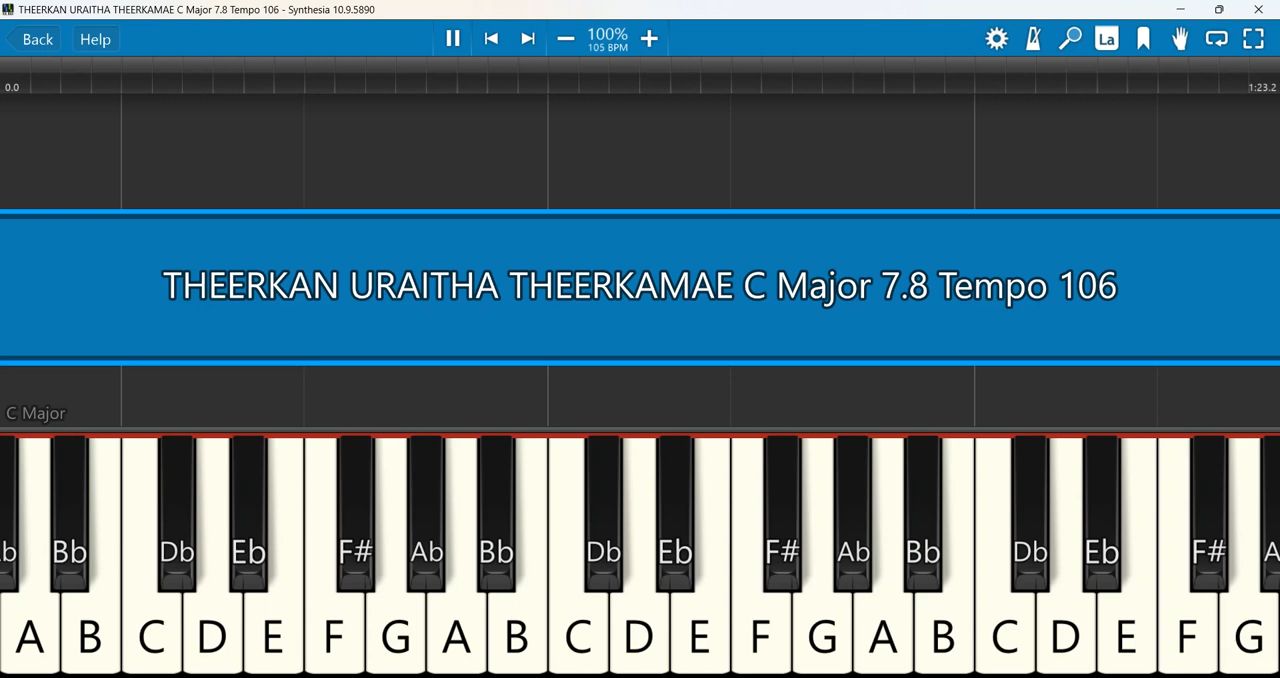 THEERKAN URAITHA THEERKAMAE C Major 7.8 Tempo 106 - Synthesia 10.9.5890
Back Help 100% La
105 BPM
0.0 1:23.2
THEERKAN URAITHA THEERKAMAE C Major 7.8 Tempo 106
C Major
Bb Db Eb F# Ab Bb Db Eb F# Ab Bb Db Eb F#
A B C D E F G A B C D E F G A B C D E F G